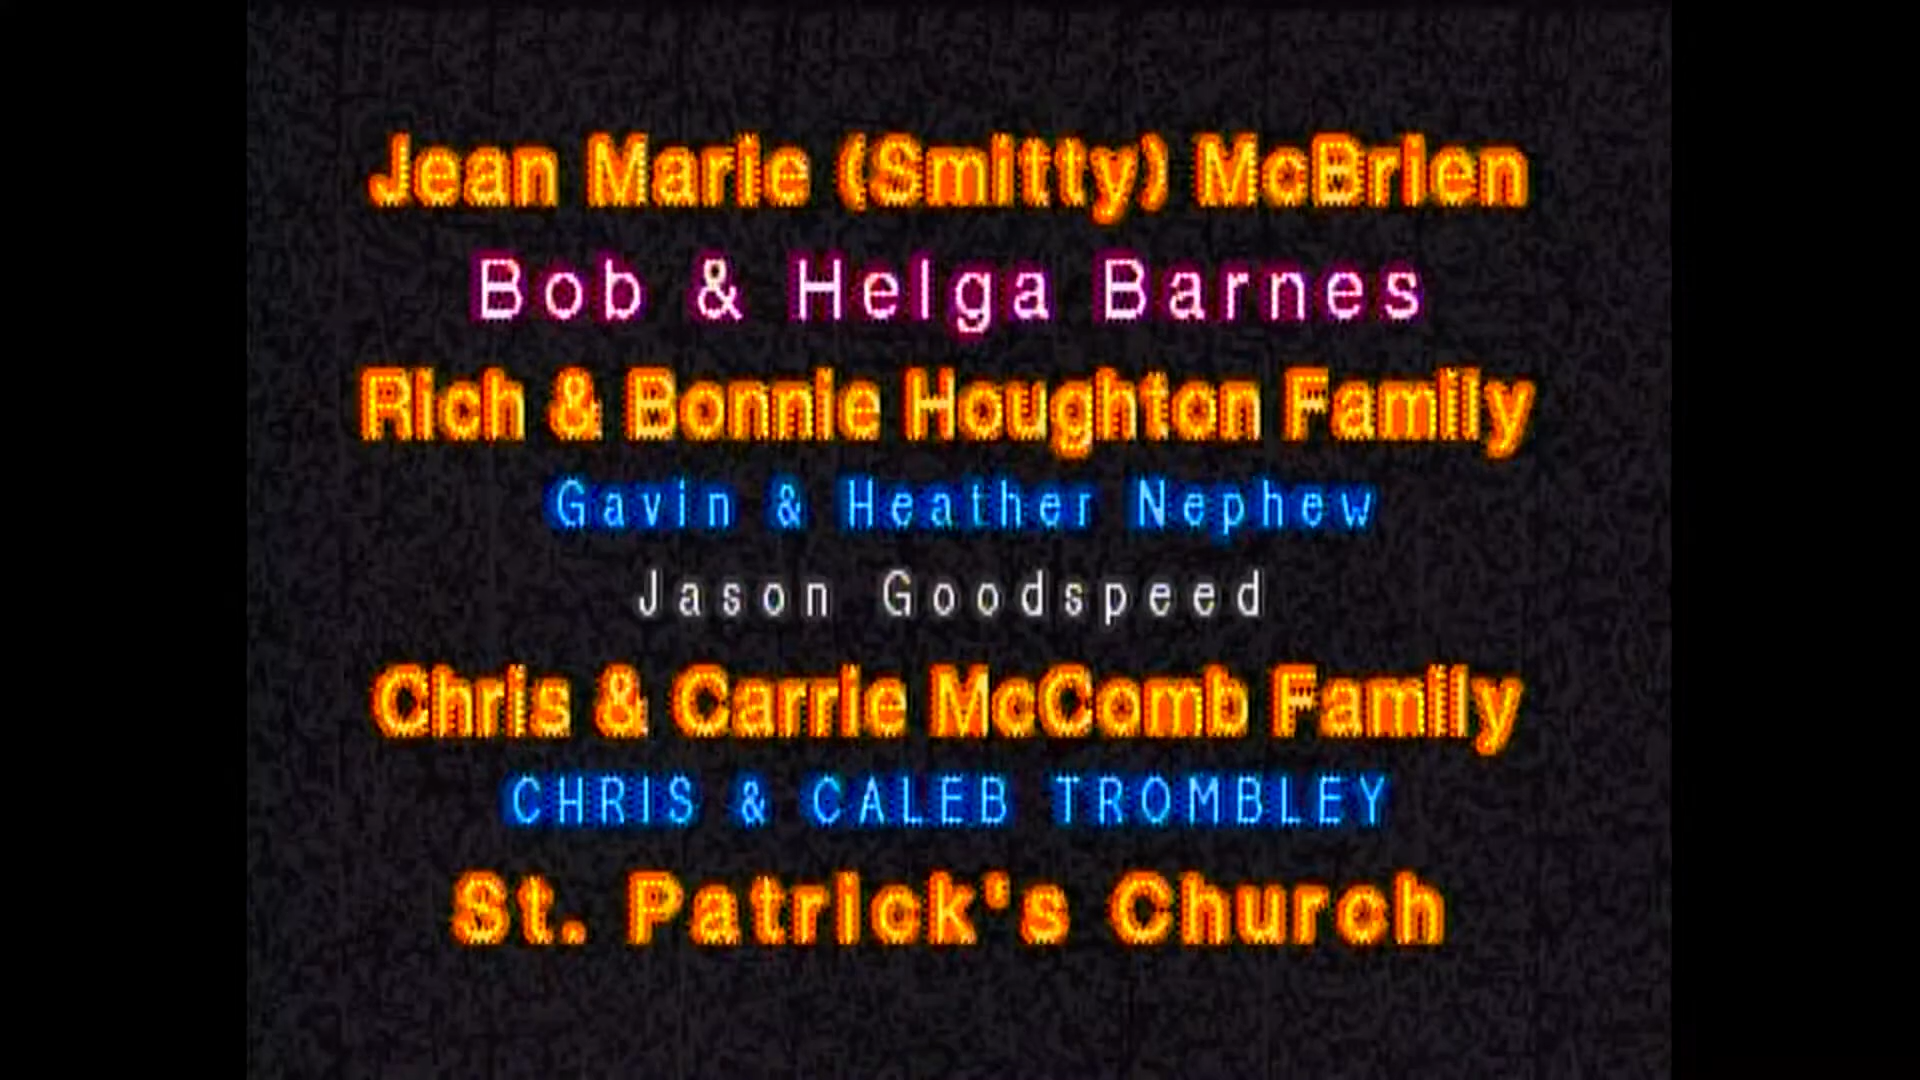 Jean Marie (Smitty) McBrien
Bob & Helga Barnes
Rich & Bonnie Houghton Family
Gavin & Heather Nephew
Jason Goodspeed
Chris & Carrie McComb Family
CHRIS & CALEB TROMBLEY
St. Patrick's Church